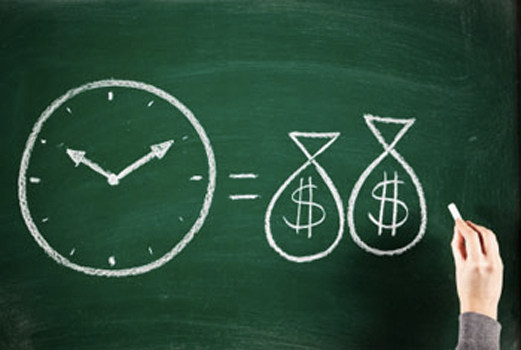 = $ $